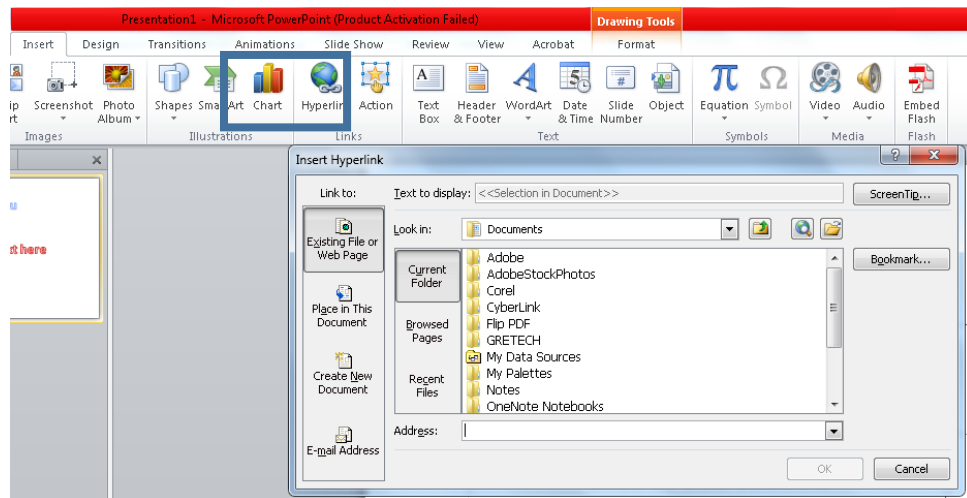 Presentation1 - Microsoft PowerPoint (Product Activation Failed)
Drawing Tools
Insert Design Transitions Animations Slide Show Review View Acrobat Format
Screenshot Photo Album Shapes Chart Action Text Box Header & Footer WordArt Date & Time Slide Number Object Equation Symbol Video Audio Embed Flash
Images Illustrations Links Text Symbols Media Flash
here
Insert Hyperlink
Link to:
Text to display: <<Selection in Document>>
ScreenTip...
Existing File or
Web Page
Look in: Documents
Bookmark...
Current
Folder
Adobe
AdobeStockPhotos
Corel
CyberLink
Flip PDF
GRETECH
My Data Sources
My Palettes
Notes
OneNote Notebooks
Place in This
Document
Browsed
Pages
Create New
Document
Recent
Files
E-mail Address
Address:
OK Cancel